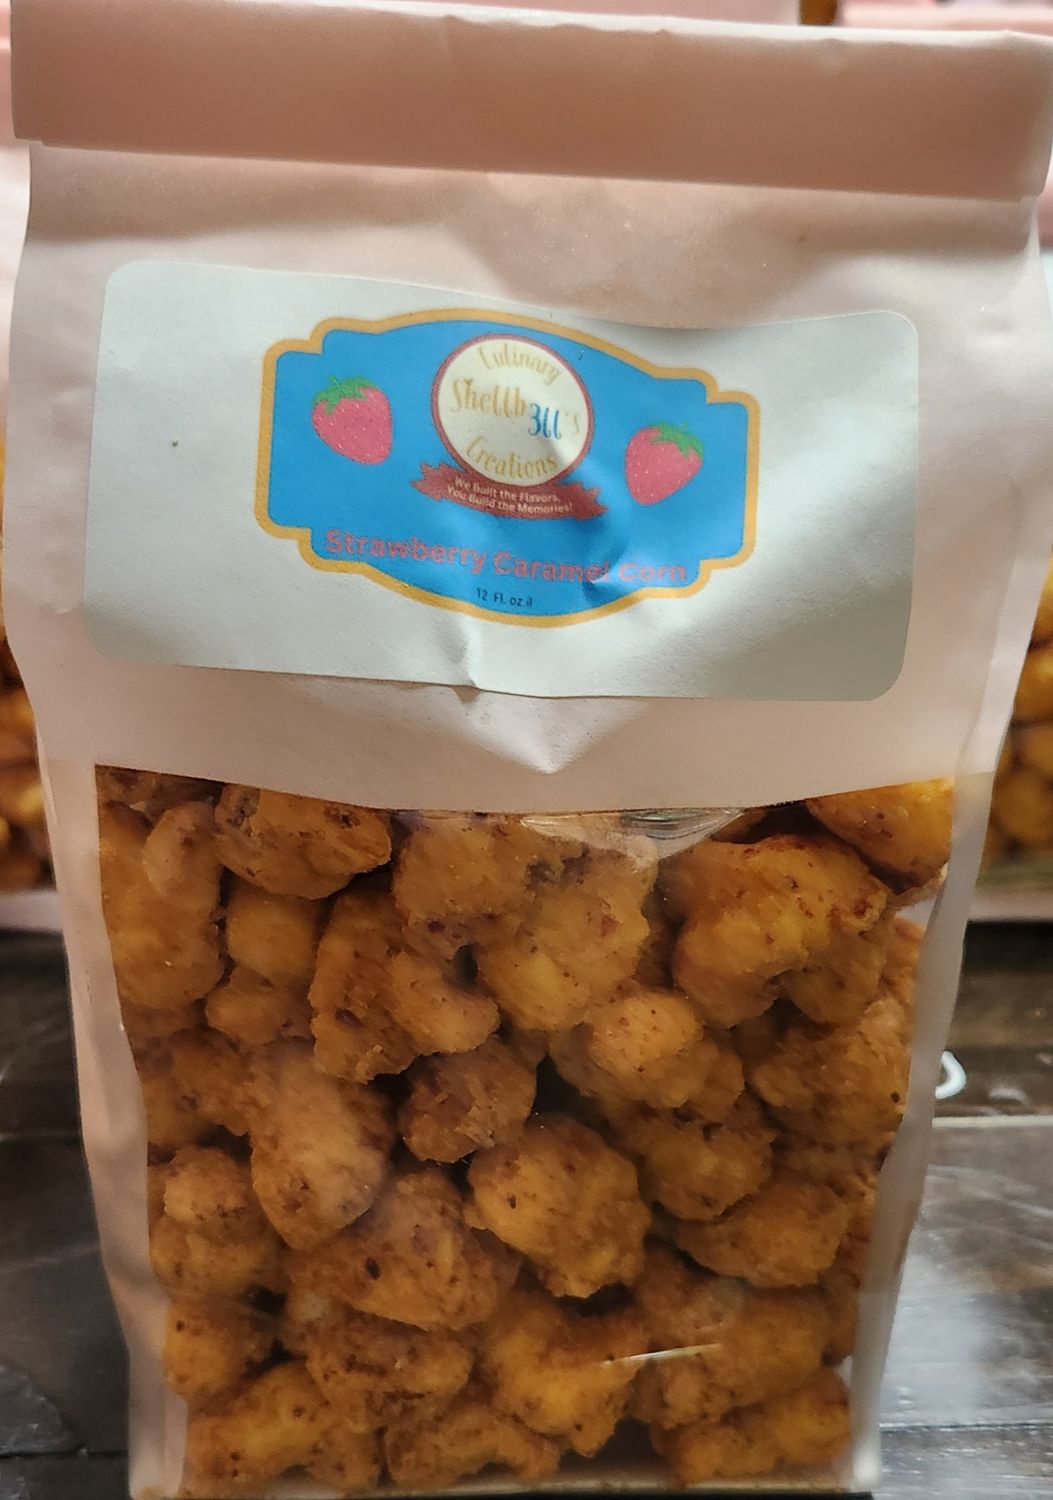 Culinary
Shellb3ll's
Creations
We Built the Flavors,
You Build the Memories!
Strawberry Caramel Corn
12 FL oz